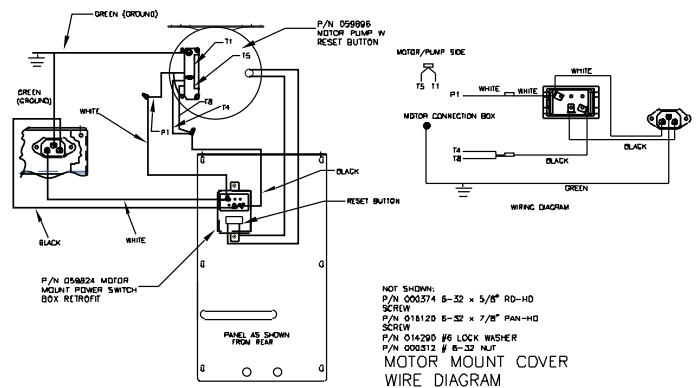 GREEN (GROUND)
P/N 059896
MOTOR PUMP W
RESET BUTTON
T1
T5
T8
T4
P1
GREEN
(GROUND)
WHITE
BLACK
RESET BUTTON
BLACK
WHITE
P/N 059824 MOTOR
MOUNT POWER SWITCH
BOX RETROFIT
PANEL AS SHOWN
FROM REAR
MOTOR/PUMP SIDE
T5 T1
P1
WHITE
WHITE
WHITE
MOTOR CONNECTION BOX
T4
T8
BLACK
BLACK
GREEN
WIRING DIAGRAM
NOT SHOWN:
P/N 000374 6-32 x 5/8" RD-HD
SCREW
P/N 016120 6-32 x 7/8" PAN-HD
SCREW
P/N 014290 #6 LOCK WASHER
P/N 000312 # 6-32 NUT
MOTOR MOUNT COVER
WIRE DIAGRAM